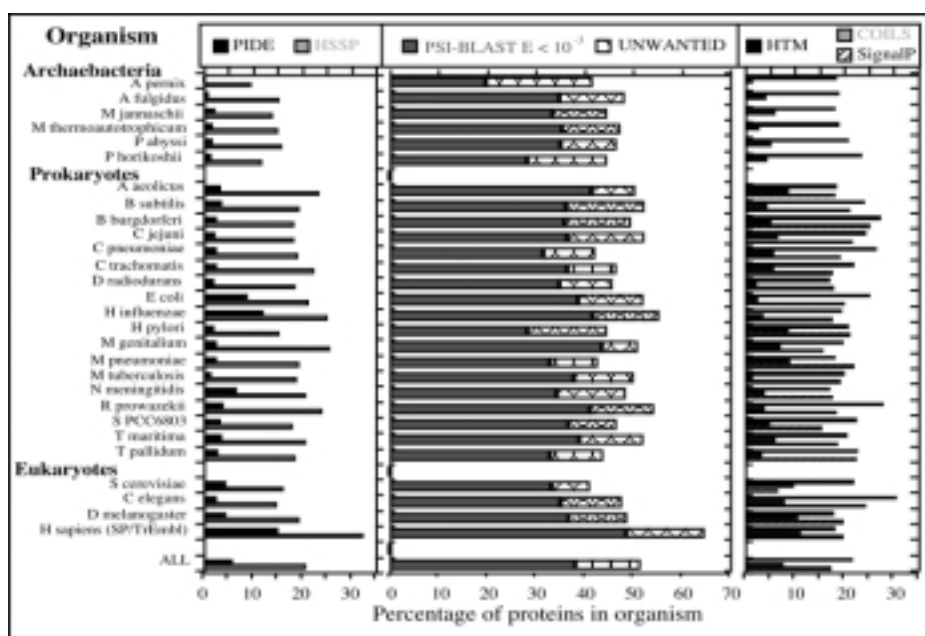 Organism
PIDE HSSP
PSI-BLAST E < 10⁻³ UNWANTED
HTM COILS
SignalP
Archaebacteria
A pernix
A fulgidus
M jannaschii
M thermoautotrophicum
P abyssi
P horikoshii
Prokaryotes
A aeolicus
B subtilis
B burgdorferi
C jejuni
C pneumoniae
C trachomatis
D radiodurans
E coli
H influenzae
H pylori
M genitalium
M pneumoniae
M tuberculosis
N meningitidis
R prowazekii
S PCC6803
T maritima
T pallidum
Eukaryotes
S cerevisiae
C elegans
D melanogaster
H sapiens (SP/TrEmbl)
ALL
0 10 20 30 0 10 20 30 40 50 60 70 10 20 30
Percentage of proteins in organism